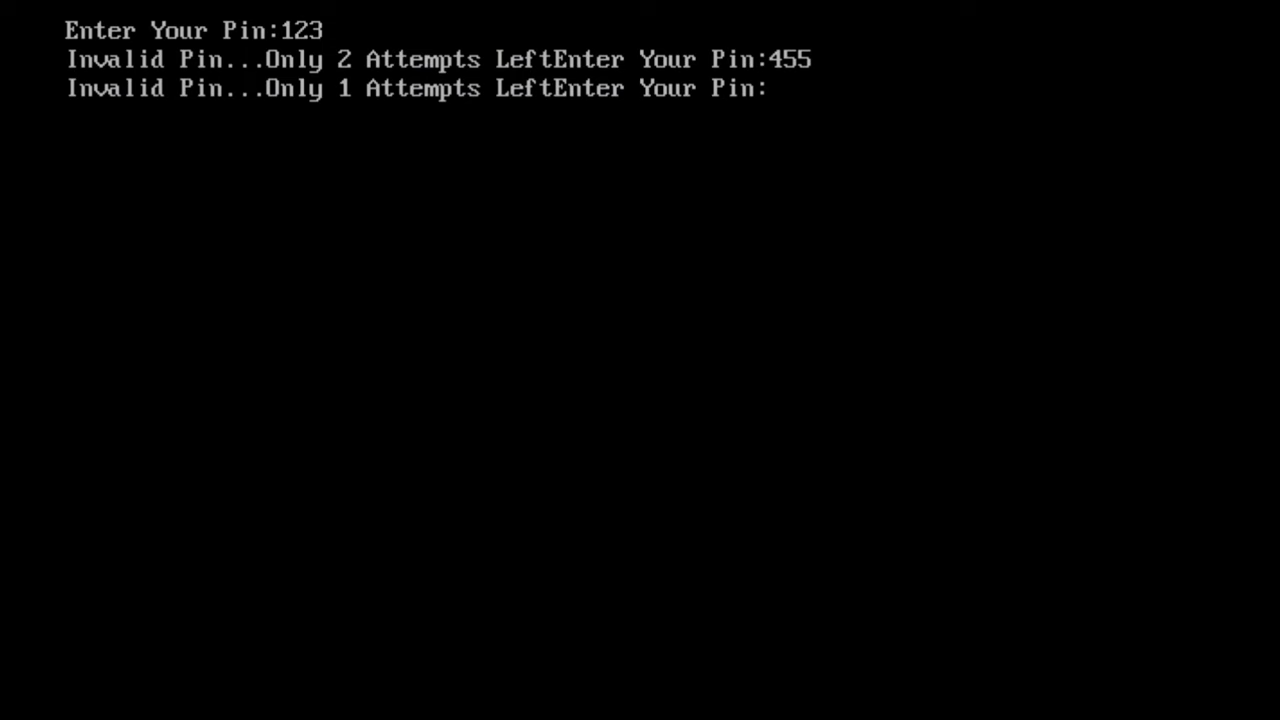 Enter Your Pin:123
Invalid Pin...Only 2 Attempts LeftEnter Your Pin:455
Invalid Pin...Only 1 Attempts LeftEnter Your Pin: